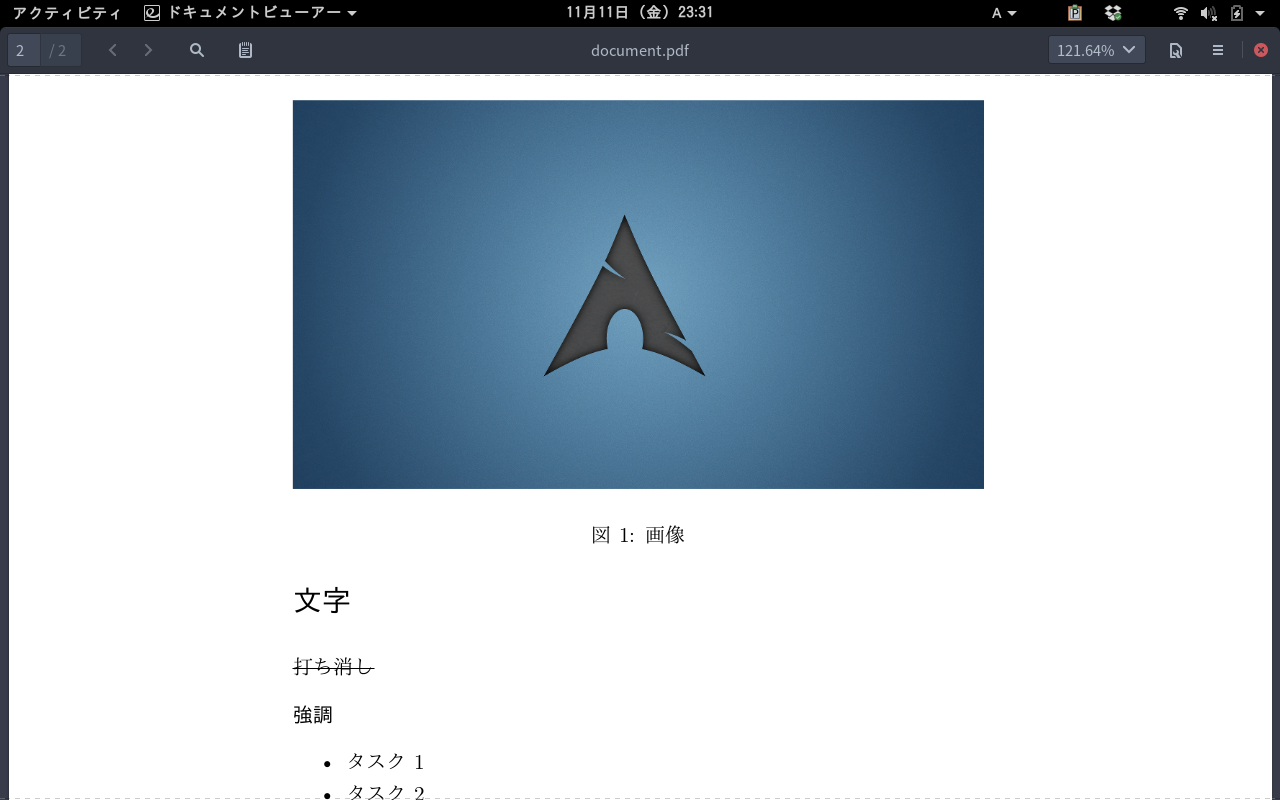 アクティビティ ドキュメントビューアー 11月11日（金）23:31 A
2 / 2 document.pdf 121.64%
図 1: 画像
文字
打ち消し
強調
• タスク 1
• タスク 2